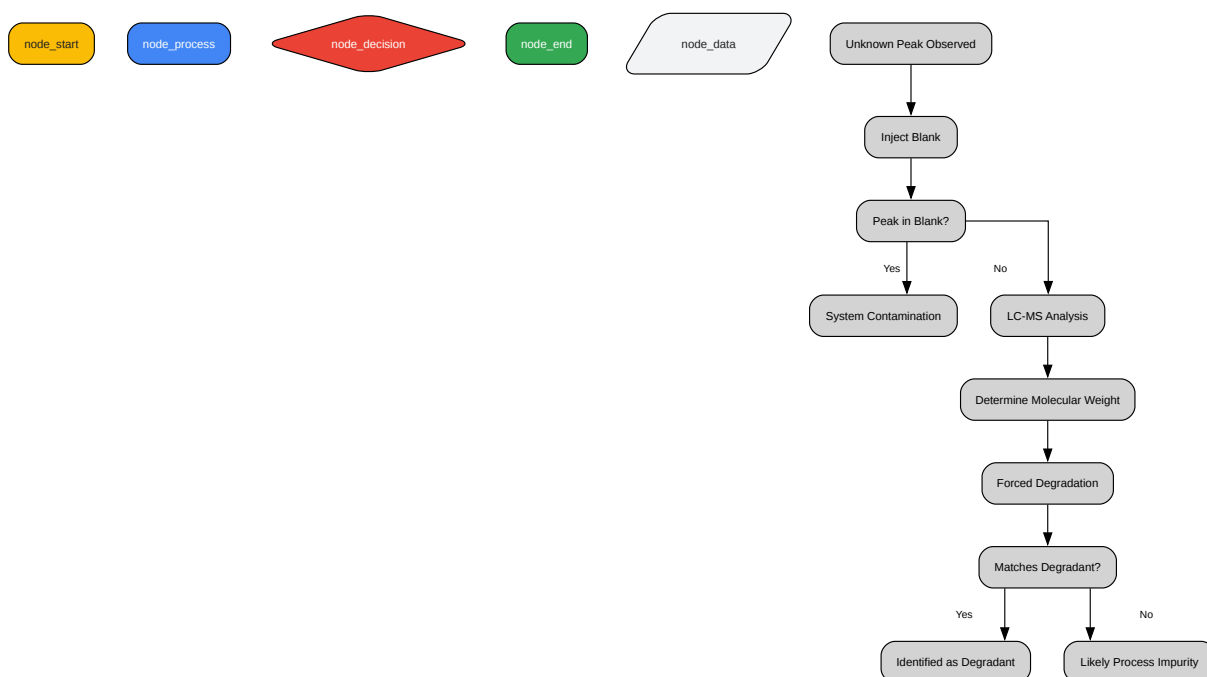 node_start
node_process
node_decision
node_end
node_data
Unknown Peak Observed
Inject Blank
Peak in Blank?
Yes
No
System Contamination
LC-MS Analysis
Determine Molecular Weight
Forced Degradation
Matches Degradant?
Yes
No
Identified as Degradant
Likely Process Impurity